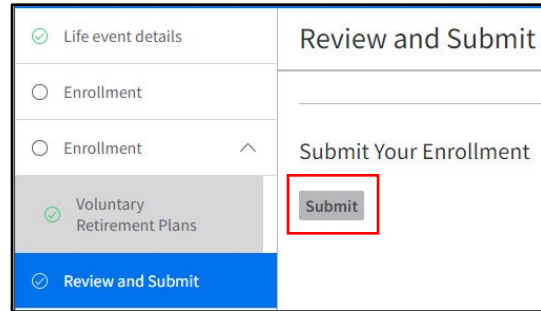 Life event details
Enrollment
Enrollment
Voluntary
Retirement Plans
Review and Submit
Review and Submit
Submit Your Enrollment
Submit